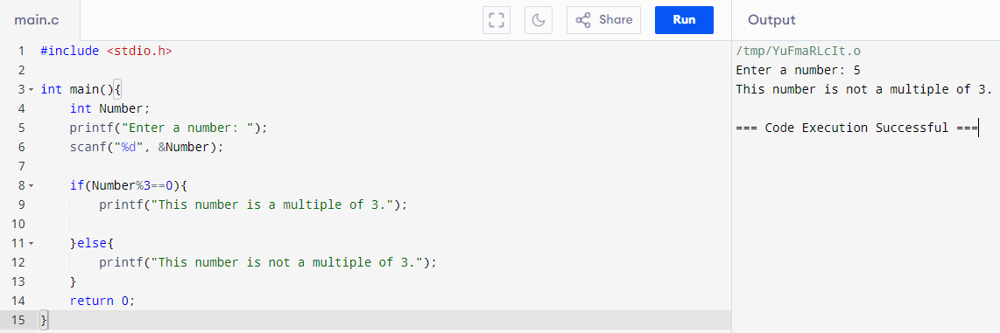 main.c
Share
Run
Output
1 #include <stdio.h>
2
3 int main(){
4     int Number;
5     printf("Enter a number: ");
6     scanf("%d", &Number);
7
8     if(Number%3==0){
9         printf("This number is a multiple of 3.");
10
11     }else{
12         printf("This number is not a multiple of 3.");
13     }
14     return 0;
15 }
/tmp/YuFmaRLcIt.o
Enter a number: 5
This number is not a multiple of 3.
=== Code Execution Successful ===